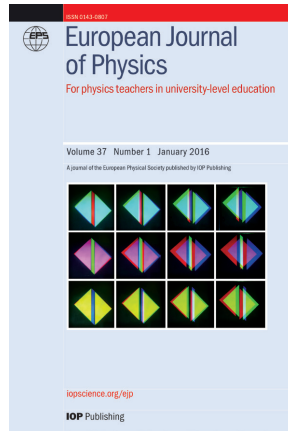 ISSN 0143-0807
EPS
European Journal
of Physics
For physics teachers in university-level education
Volume 37 Number 1 January 2016
A journal of the European Physical Society published by IOP Publishing
iopscience.org/ejp
IOP Publishing